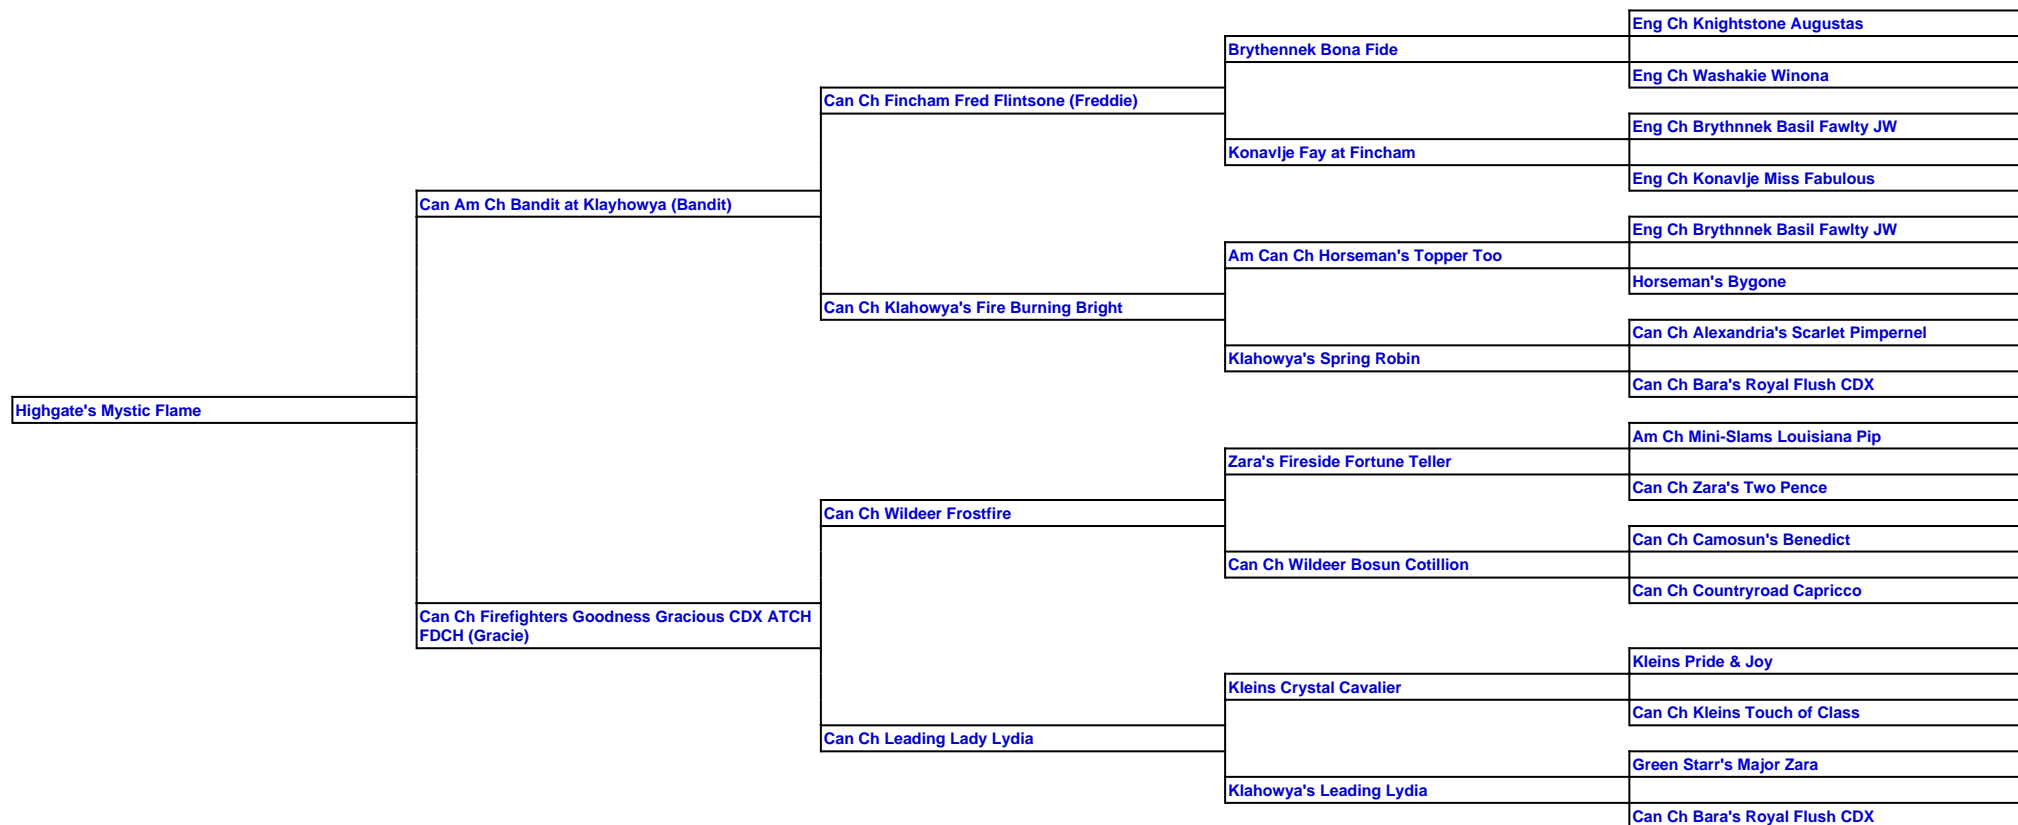 Eng Ch Knightstone Augustas
Brythennek Bona Fide
Eng Ch Washakie Winona
Can Ch Fincham Fred Flintsone (Freddie)
Eng Ch Brythnnek Basil Fawlty JW
Konavlje Fay at Fincham
Eng Ch Konavlje Miss Fabulous
Can Am Ch Bandit at Klayhowya (Bandit)
Eng Ch Brythnnek Basil Fawlty JW
Am Can Ch Horseman's Topper Too
Horseman's Bygone
Can Ch Klahowya's Fire Burning Bright
Can Ch Alexandria's Scarlet Pimpernel
Klahowya's Spring Robin
Can Ch Bara's Royal Flush CDX
Highgate's Mystic Flame
Am Ch Mini-Slams Louisiana Pip
Zara's Fireside Fortune Teller
Can Ch Zara's Two Pence
Can Ch Wildeer Frostfire
Can Ch Camosun's Benedict
Can Ch Wildeer Bosun Cotillion
Can Ch Countryroad Capricco
Can Ch Firefighters Goodness Gracious CDX ATCH
FDCH (Gracie)
Kleins Pride & Joy
Kleins Crystal Cavalier
Can Ch Kleins Touch of Class
Can Ch Leading Lady Lydia
Green Starr's Major Zara
Klahowya's Leading Lydia
Can Ch Bara's Royal Flush CDX